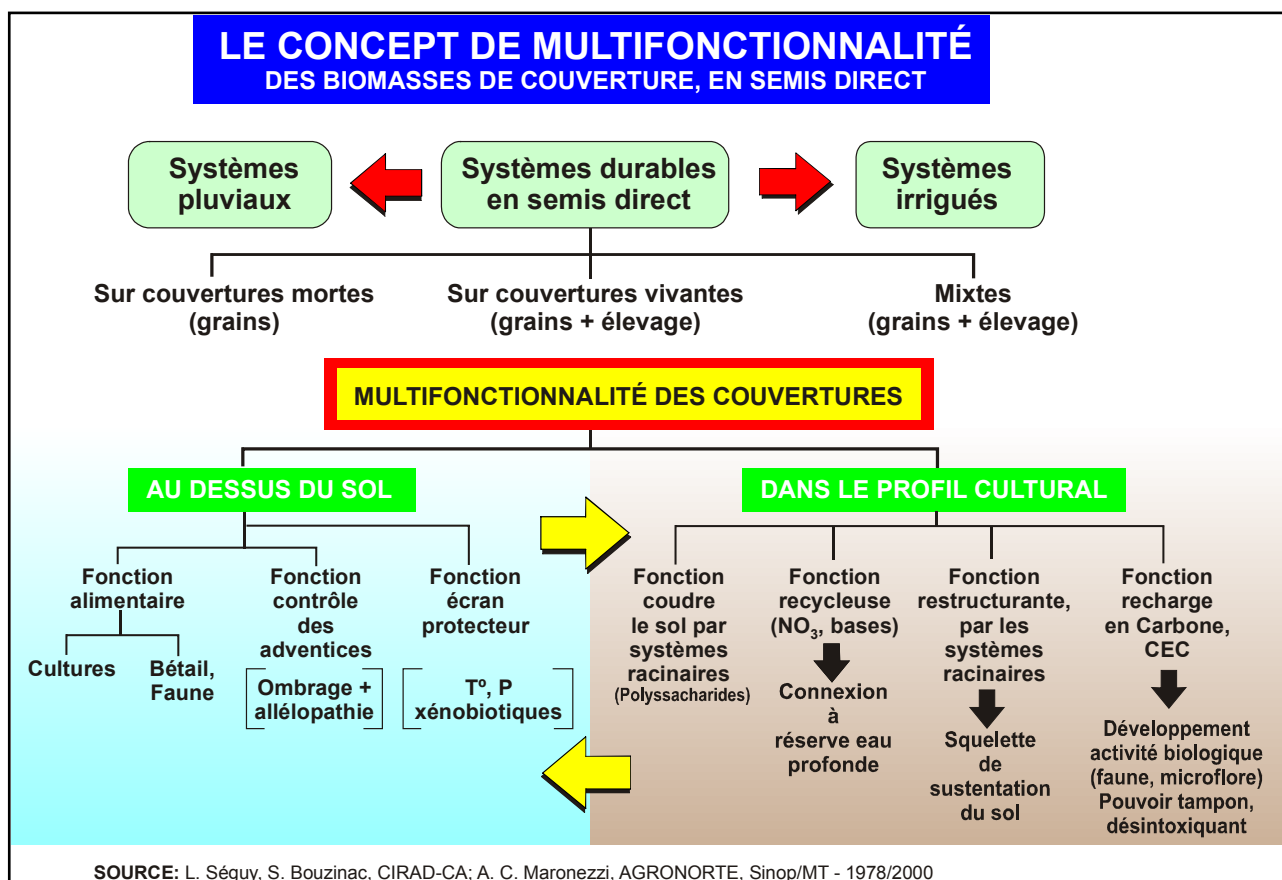 LE CONCEPT DE MULTIFONCTIONNALITÉ
DES BIOMASSES DE COUVERTURE, EN SEMIS DIRECT
Systèmes
pluviaux
Systèmes durables
en semis direct
Systèmes
irrigués
Sur couvertures mortes
(grains)
Sur couvertures vivantes
(grains + élevage)
Mixtes
(grains + élevage)
MULTIFONCTIONNALITÉ DES COUVERTURES
AU DESSUS DU SOL
Fonction
alimentaire
Cultures
Bétail,
Faune
Fonction
contrôle
des
adventices
Ombrage +
allélopathie
Fonction
écran
protecteur
Tº, P
xénobiotiques
DANS LE PROFIL CULTURAL
Fonction
coudre
le sol par
systèmes
racinaires
(Polyssacharides)
Fonction
recycleuse
(NO₃, bases)
Connexion
à
réserve eau
profonde
Fonction
restructurante,
par les
systèmes
racinaires
Squelette
de
sustentation
du sol
Fonction
recharge
en Carbone,
CEC
Développement
activité biologique
(faune, microflore)
Pouvoir tampon,
désintoxiquant
SOURCE: L. Séguy, S. Bouzinac, CIRAD-CA; A. C. Maronezzi, AGRONORTE, Sinop/MT - 1978/2000